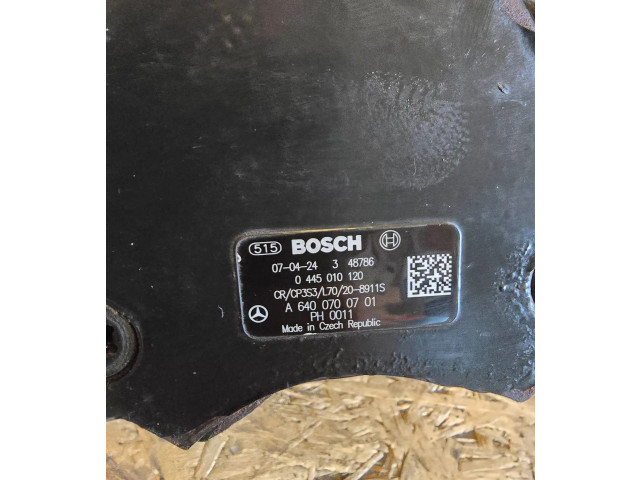 515 BOSCH
07-04-24 3 48786
0 445 010 120
CR/CP3S3/L70/20-8911S
A 640 070 07 01
PH 0011
Made in Czech Republic